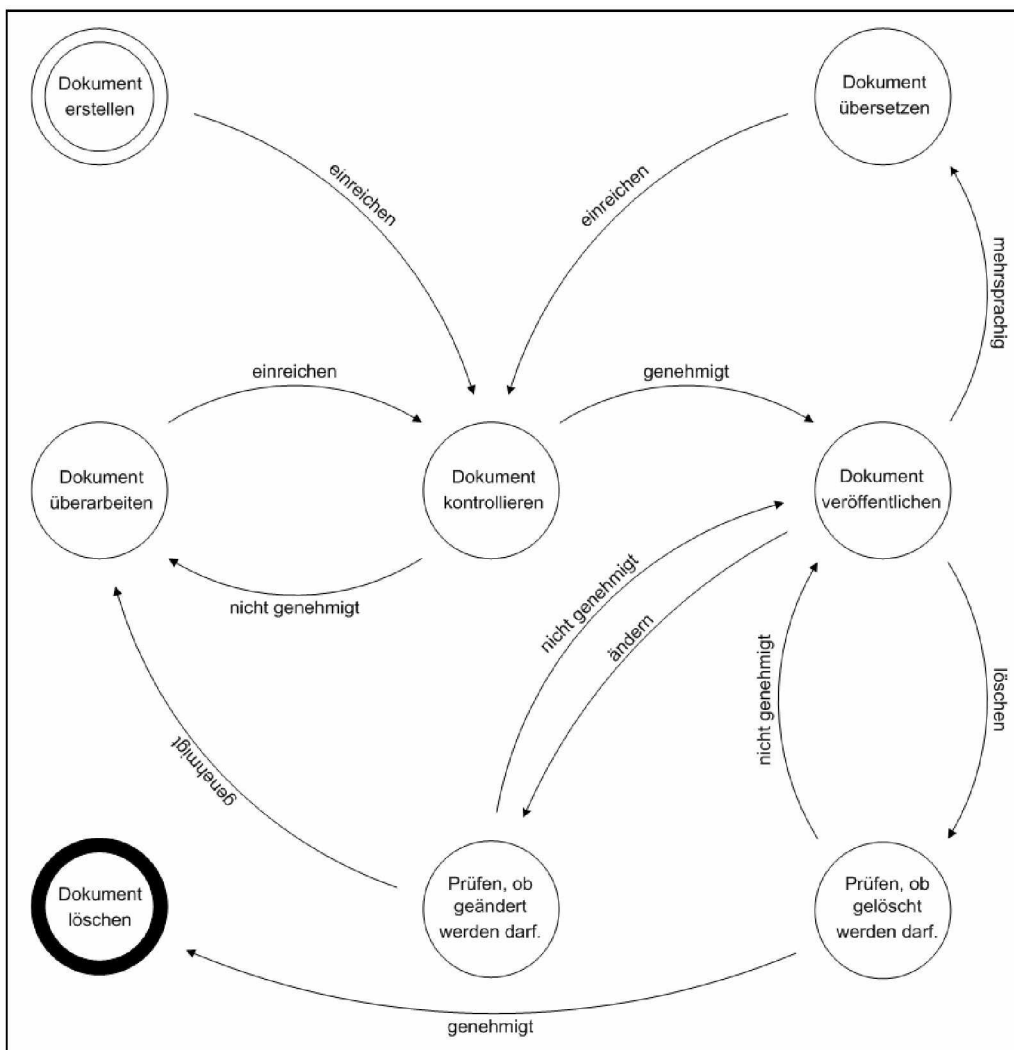 Dokument
erstellen
Dokument
übersetzen
einreichen
einreichen
mehrsprachig
einreichen
genehmigt
Dokument
überarbeiten
Dokument
kontrollieren
Dokument
veröffentlichen
nicht genehmigt
nicht genehmigt
ändern
nicht genehmigt
löschen
genehmigt
Dokument
löschen
Prüfen, ob
geändert
werden darf.
Prüfen, ob
gelöscht
werden darf.
genehmigt